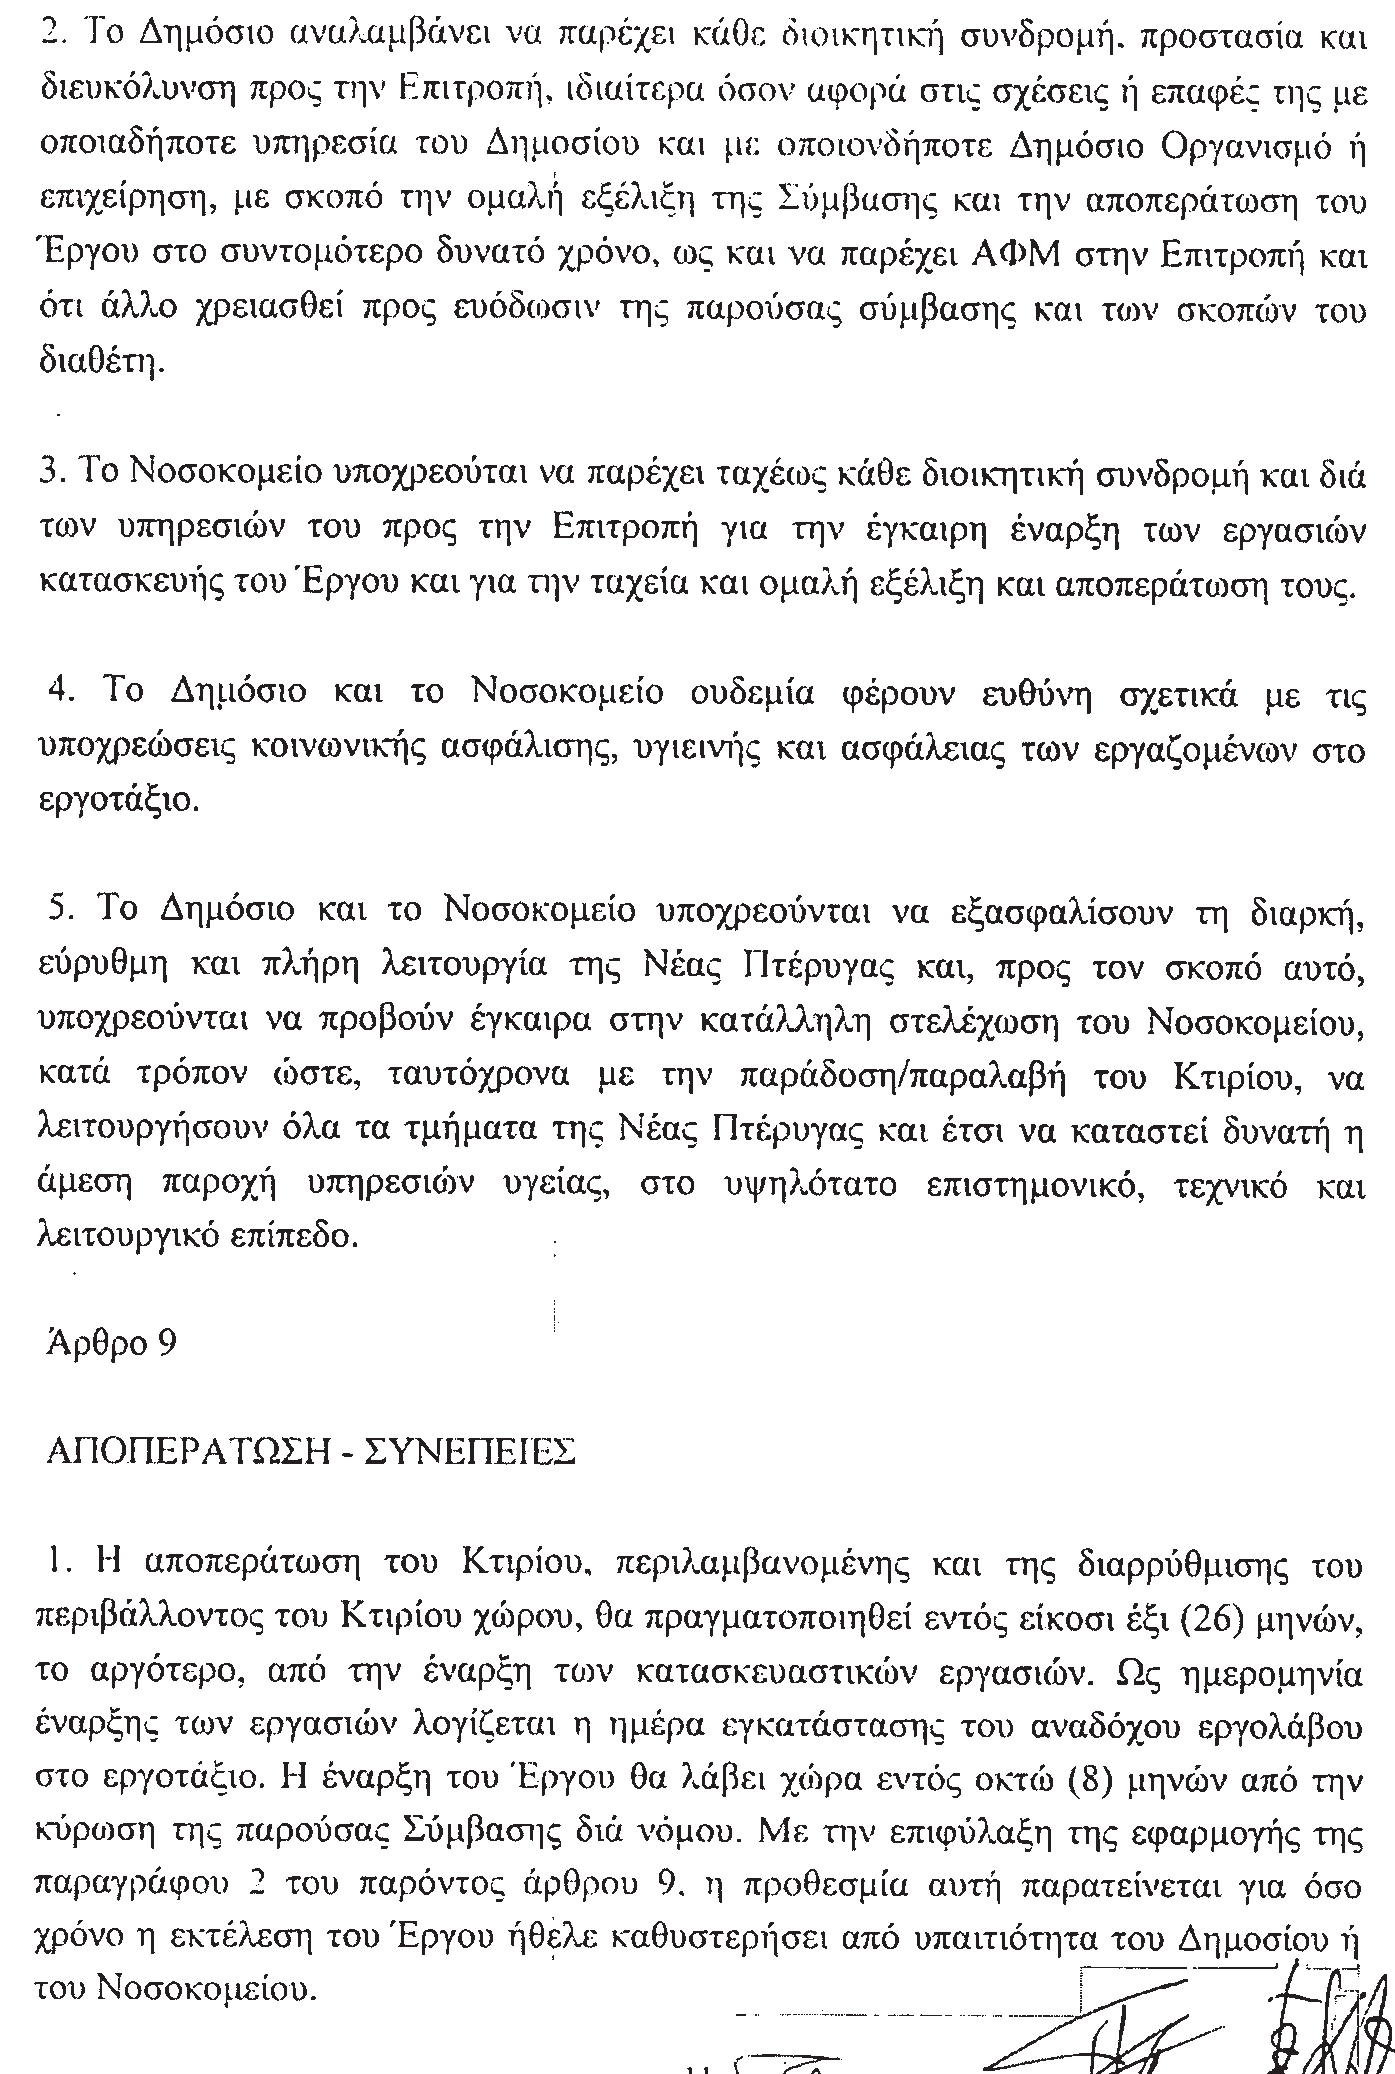 2. Το Δημόσιο αναλαμβάνει να παρέχει κάθε διοικητική συνδρομή, προστασία και
διευκόλυνση προς την Επιτροπή, ιδιαίτερα όσον αφορά στις σχέσεις ή επαφές της με
οποιαδήποτε υπηρεσία του Δημοσίου και με οποιονδήποτε Δημόσιο Οργανισμό ή
επιχείρηση, με σκοπό την ομαλή εξέλιξη της Σύμβασης και την αποπεράτωση του
Έργου στο συντομότερο δυνατό χρόνο, ως και να παρέχει ΑΦΜ στην Επιτροπή και
ότι άλλο χρειασθεί προς ευόδωσιν της παρούσας σύμβασης και των σκοπών του
διαθέτη.
3. Το Νοσοκομείο υποχρεούται να παρέχει ταχέως κάθε διοικητική συνδρομή και διά
των υπηρεσιών του προς την Επιτροπή για την έγκαιρη έναρξη των εργασιών
κατασκευής του Έργου και για την ταχεία και ομαλή εξέλιξη και αποπεράτωση τους.
4. Το Δημόσιο και το Νοσοκομείο ουδεμία φέρουν ευθύνη σχετικά με τις
υποχρεώσεις κοινωνικής ασφάλισης, υγιεινής και ασφάλειας των εργαζομένων στο
εργοτάξιο.
5. Το Δημόσιο και το Νοσοκομείο υποχρεούνται να εξασφαλίσουν τη διαρκή,
εύρυθμη και πλήρη λειτουργία της Νέας Πτέρυγας και, προς τον σκοπό αυτό,
υποχρεούνται να προβούν έγκαιρα στην κατάλληλη στελέχωση του Νοσοκομείου,
κατά τρόπον ώστε, ταυτόχρονα με την παράδοση/παραλαβή του Κτιρίου, να
λειτουργήσουν όλα τα τμήματα της Νέας Πτέρυγας και έτσι να καταστεί δυνατή η
άμεση παροχή υπηρεσιών υγείας, στο υψηλότατο επιστημονικό, τεχνικό και
λειτουργικό επίπεδο.
Άρθρο 9
ΑΠΟΠΕΡΑΤΩΣΗ - ΣΥΝΕΠΕΙΕΣ
1. Η αποπεράτωση του Κτιρίου, περιλαμβανομένης και της διαρρύθμισης του
περιβάλλοντος του Κτιρίου χώρου, θα πραγματοποιηθεί εντός είκοσι έξι (26) μηνών,
το αργότερο, από την έναρξη των κατασκευαστικών εργασιών. Ως ημερομηνία
έναρξης των εργασιών λογίζεται η ημέρα εγκατάστασης του αναδόχου εργολάβου
στο εργοτάξιο. Η έναρξη του Έργου θα λάβει χώρα εντός οκτώ (8) μηνών από την
κύρωση της παρούσας Σύμβασης διά νόμου. Με την επιφύλαξη της εφαρμογής της
παραγράφου 2 του παρόντος άρθρου 9, η προθεσμία αυτή παρατείνεται για όσο
χρόνο η εκτέλεση του Έργου ήθελε καθυστερήσει από υπαιτιότητα του Δημοσίου ή
του Νοσοκομείου.